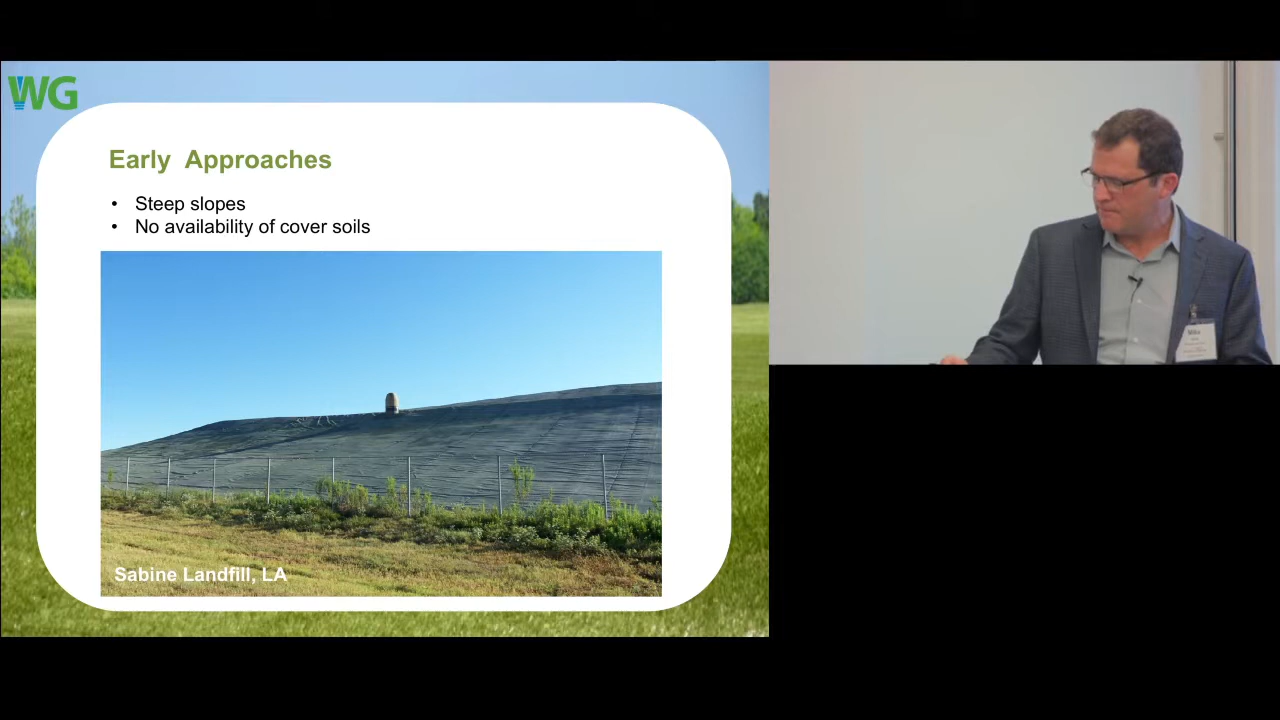 WG
Early Approaches
• Steep slopes
• No availability of cover soils
Sabine Landfill, LA